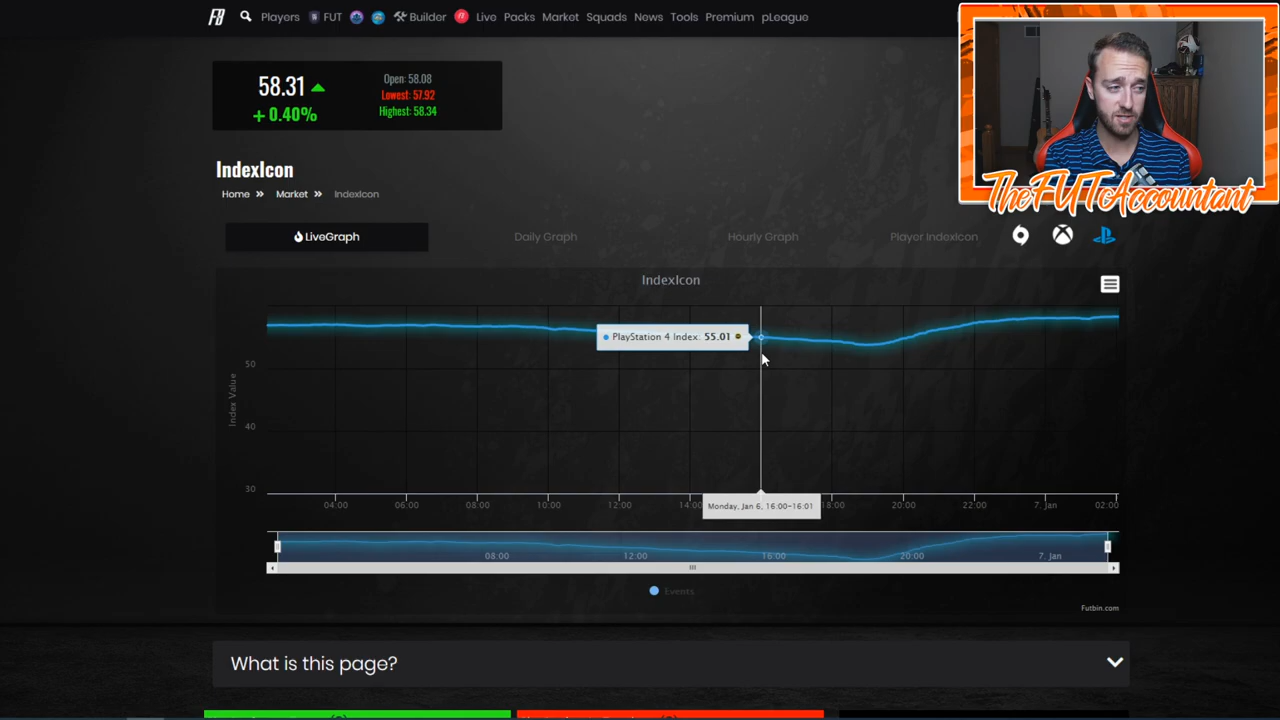 FB Players FUT Builder Live Packs Market Squads News Tools Premium pLeague
58.31
+ 0.40%
Open: 58.08
Lowest: 57.92
Highest: 58.34
TheFUTAccountant
IndexIcon
Home » Market » IndexIcon
LiveGraph Daily Graph Hourly Graph Player IndexIcon
IndexIcon
PlayStation 4 Index: 55.01
Index Value
50
40
30
04:00 06:00 08:00 10:00 12:00 14:00 18:00 20:00 22:00 7. Jan 02:00
Monday, Jan 6, 16:00-16:01
08:00 12:00 16:00 20:00 7. Jan
Events
Futbin.com
What is this page?